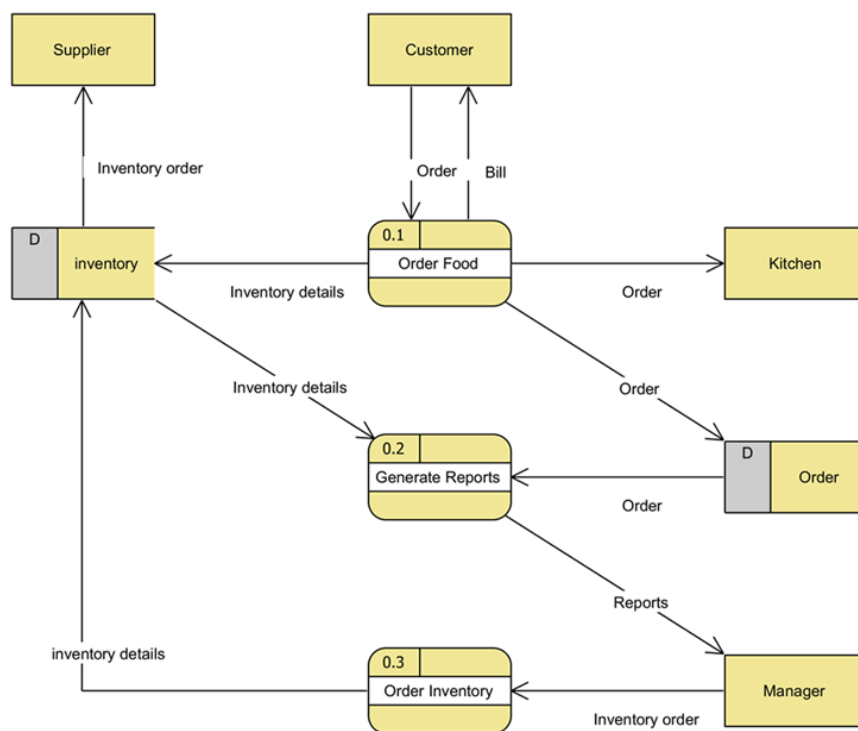 Supplier
Customer
Inventory order
Order
Bill
D
inventory
0.1
Order Food
Kitchen
Inventory details
Order
Inventory details
Order
0.2
Generate Reports
D
Order
Order
Reports
inventory details
0.3
Order Inventory
Manager
Inventory order